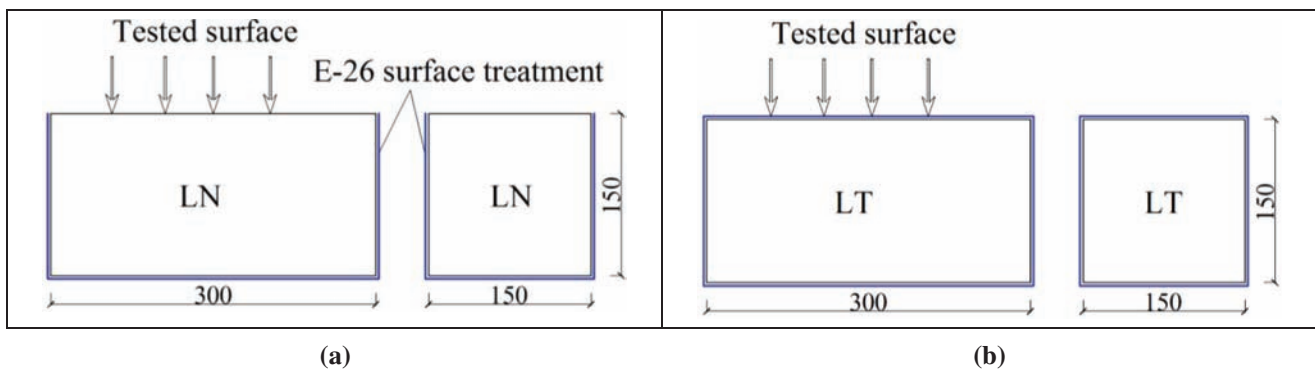 Tested surface
E-26 surface treatment
LN
LN
150
300
150
(a)
Tested surface
LT
LT
150
300
150
(b)